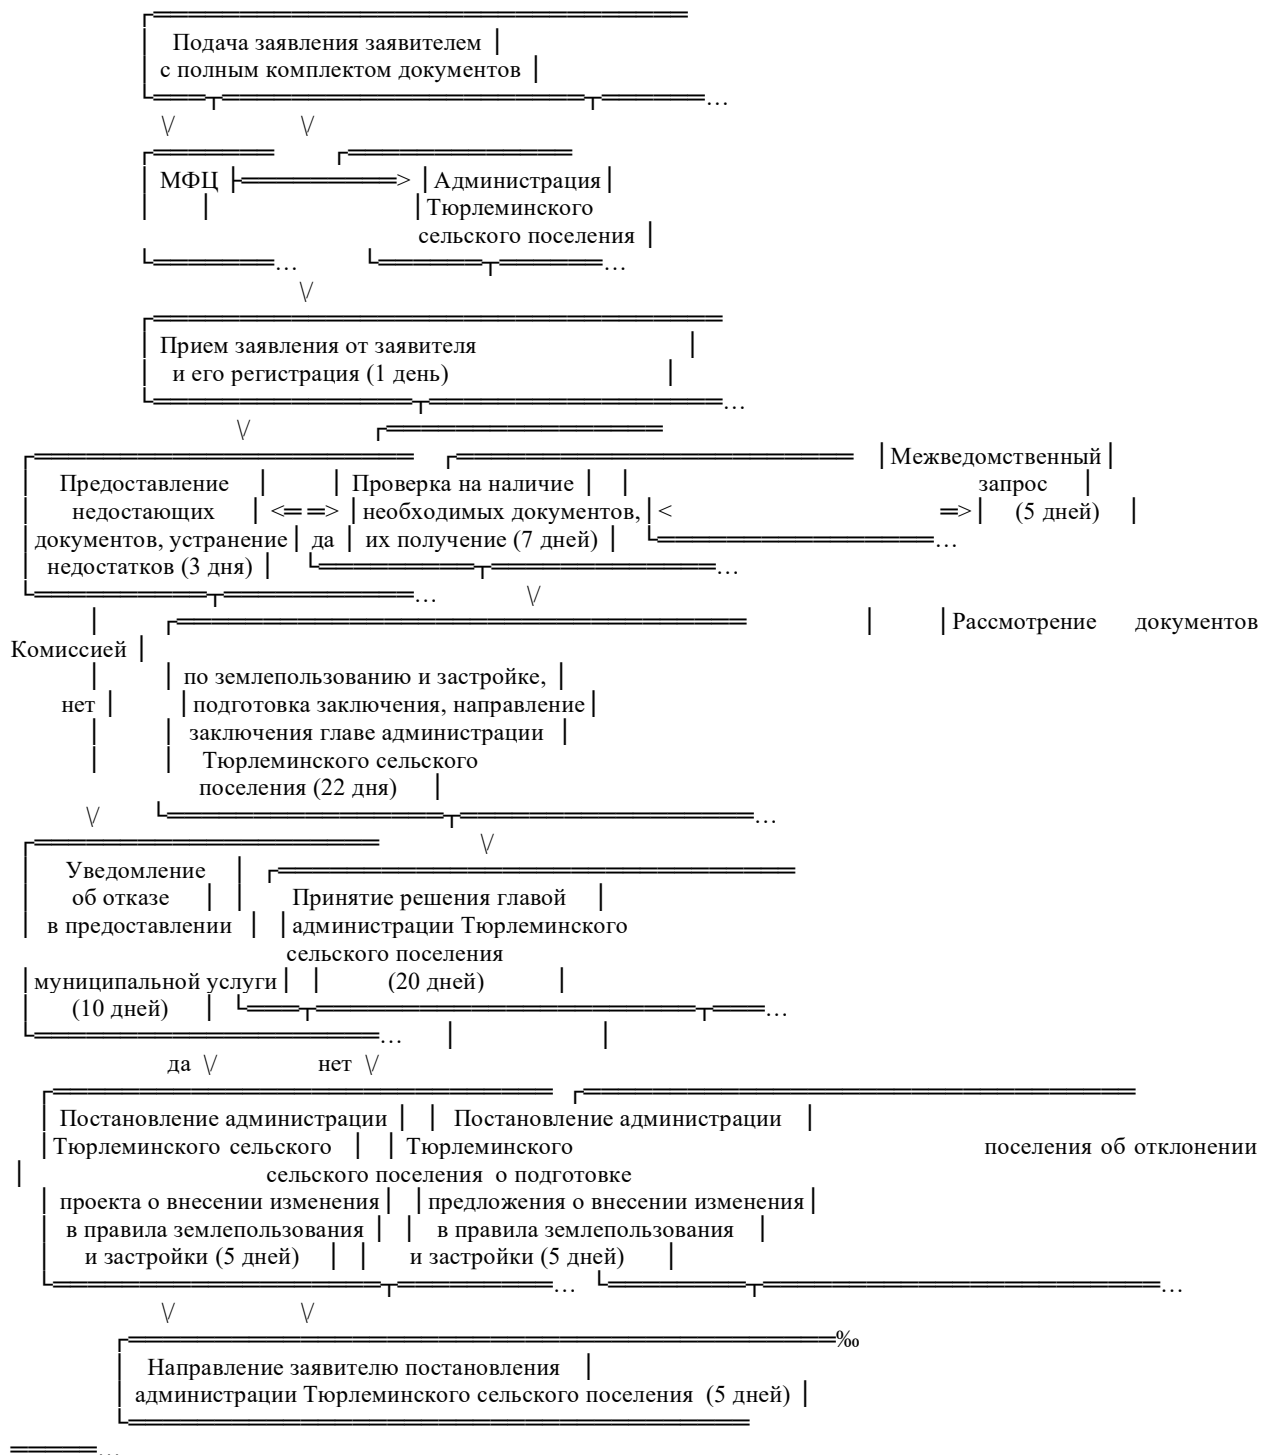 Подача заявления заявителем
с полным комплектом документов
МФЦ Администрация
Тюрлеминского
сельского поселения
Прием заявления от заявителя
и его регистрация (1 день)
Межведомственный
Предоставление Проверка на наличие запрос
недостающих <= => необходимых документов, < => (5 дней)
документов, устранение да их получение (7 дней)
недостатков (3 дня)
Рассмотрение документов
Комиссией
по землепользованию и застройке,
нет подготовка заключения, направление
заключения главе администрации
Тюрлеминского сельского
поселения (22 дня)
Уведомление
об отказе Принятие решения главой
в предоставлении администрации Тюрлеминского
сельского поселения
муниципальной услуги (20 дней)
(10 дней)
да нет
Постановление администрации Постановление администрации
Тюрлеминского сельского Тюрлеминского поселения об отклонении
сельского поселения о подготовке
проекта о внесении изменения предложения о внесении изменения
в правила землепользования в правила землепользования
и застройки (5 дней) и застройки (5 дней)
‰
Направление заявителю постановления
администрации Тюрлеминского сельского поселения (5 дней)